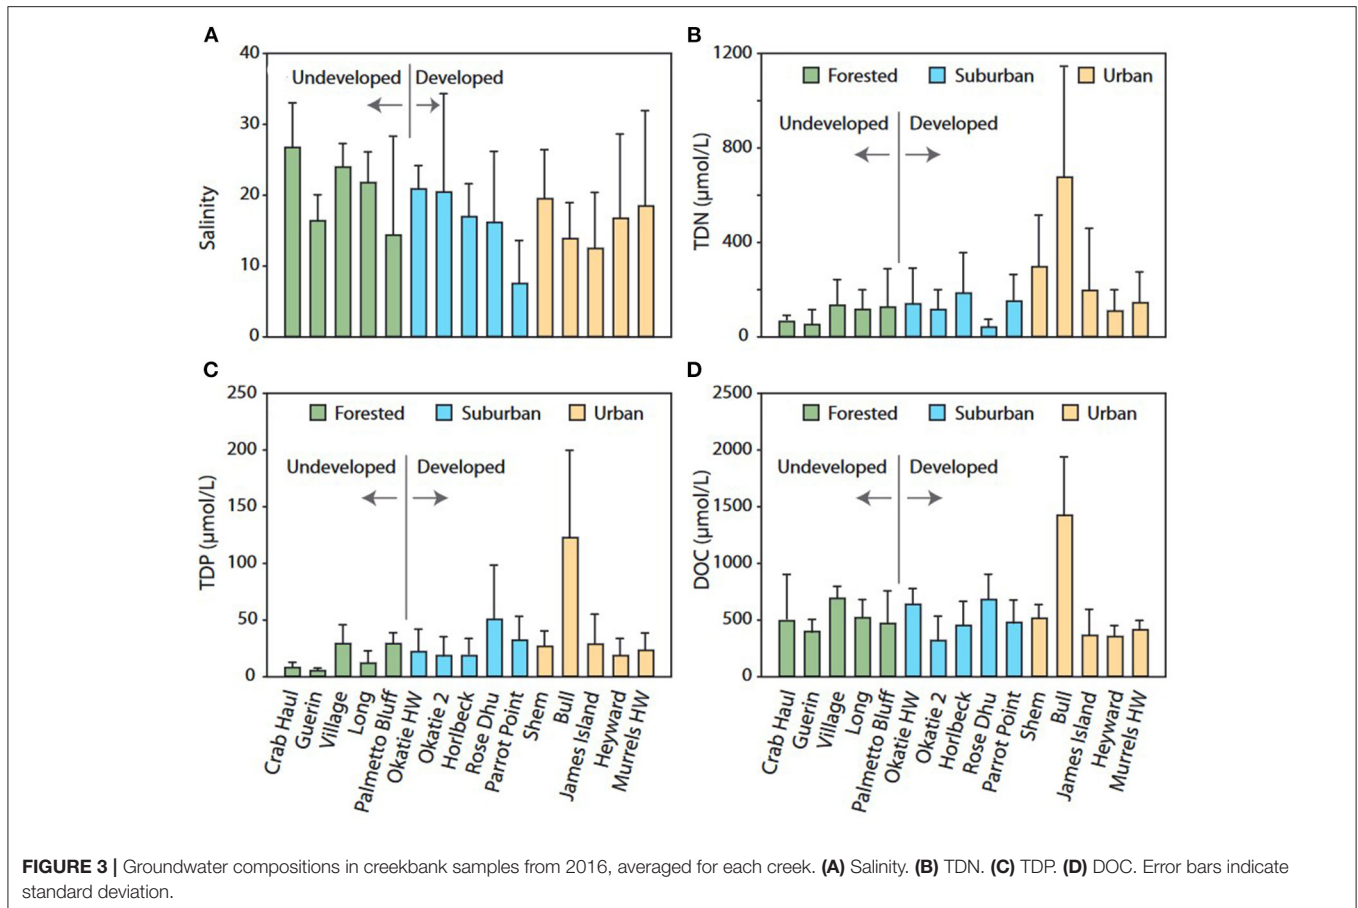 A
40
30
20
10
0
Salinity
Undeveloped
Developed
B
1200
800
400
0
TDN (μmol/L)
Forested
Suburban
Urban
Undeveloped
Developed
C
250
200
150
100
50
0
TDP (μmol/L)
Forested
Suburban
Urban
Undeveloped
Developed
Crab Haul
Guerin
Village
Long
Palmetto Bluff
Okatie HW
Okatie 2
Horlbeck
Rose Dhu
Parrot Point
Shem
Bull
James Island
Heyward
Murrels HW
D
2500
2000
1500
1000
500
0
DOC (μmol/L)
Forested
Suburban
Urban
Undeveloped
Developed
Crab Haul
Guerin
Village
Long
Palmetto Bluff
Okatie HW
Okatie 2
Horlbeck
Rose Dhu
Parrot Point
Shem
Bull
James Island
Heyward
Murrels HW
FIGURE 3 | Groundwater compositions in creekbank samples from 2016, averaged for each creek. (A) Salinity. (B) TDN. (C) TDP. (D) DOC. Error bars indicate
standard deviation.